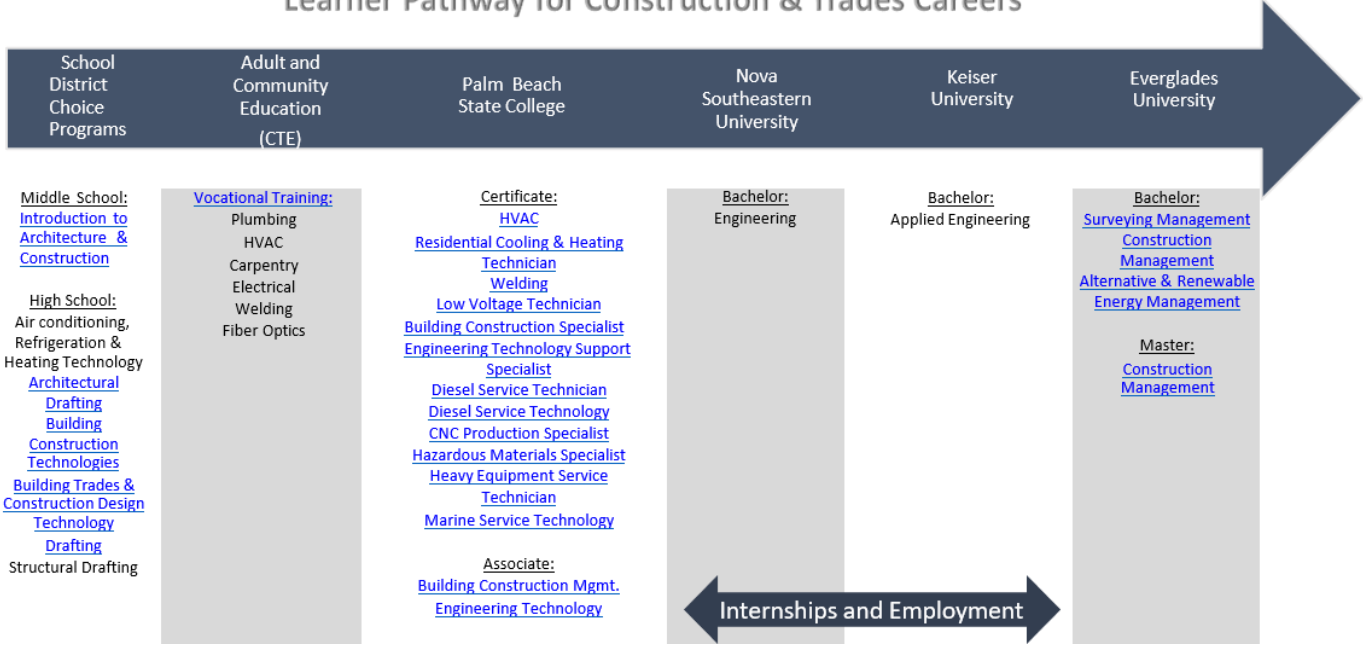 Learner Pathway for Construction & Trades Careers
School
District
Choice
Programs
Adult and
Community
Education
(CTE)
Palm Beach
State College
Nova
Southeastern
University
Keiser
University
Everglades
University
Middle School:
Introduction to
Architecture &
Construction
High School:
Air conditioning,
Refrigeration &
Heating Technology
Architectural
Drafting
Building
Construction
Technologies
Building Trades &
Construction Design
Technology
Drafting
Structural Drafting
Vocational Training:
Plumbing
HVAC
Carpentry
Electrical
Welding
Fiber Optics
Certificate:
HVAC
Residential Cooling & Heating
Technician
Welding
Low Voltage Technician
Building Construction Specialist
Engineering Technology Support
Specialist
Diesel Service Technician
Diesel Service Technology
CNC Production Specialist
Hazardous Materials Specialist
Heavy Equipment Service
Technician
Marine Service Technology
Associate:
Building Construction Mgmt.
Engineering Technology
Bachelor:
Engineering
Bachelor:
Applied Engineering
Bachelor:
Surveying Management
Construction
Management
Alternative & Renewable
Energy Management
Master:
Construction
Management
Internships and Employment